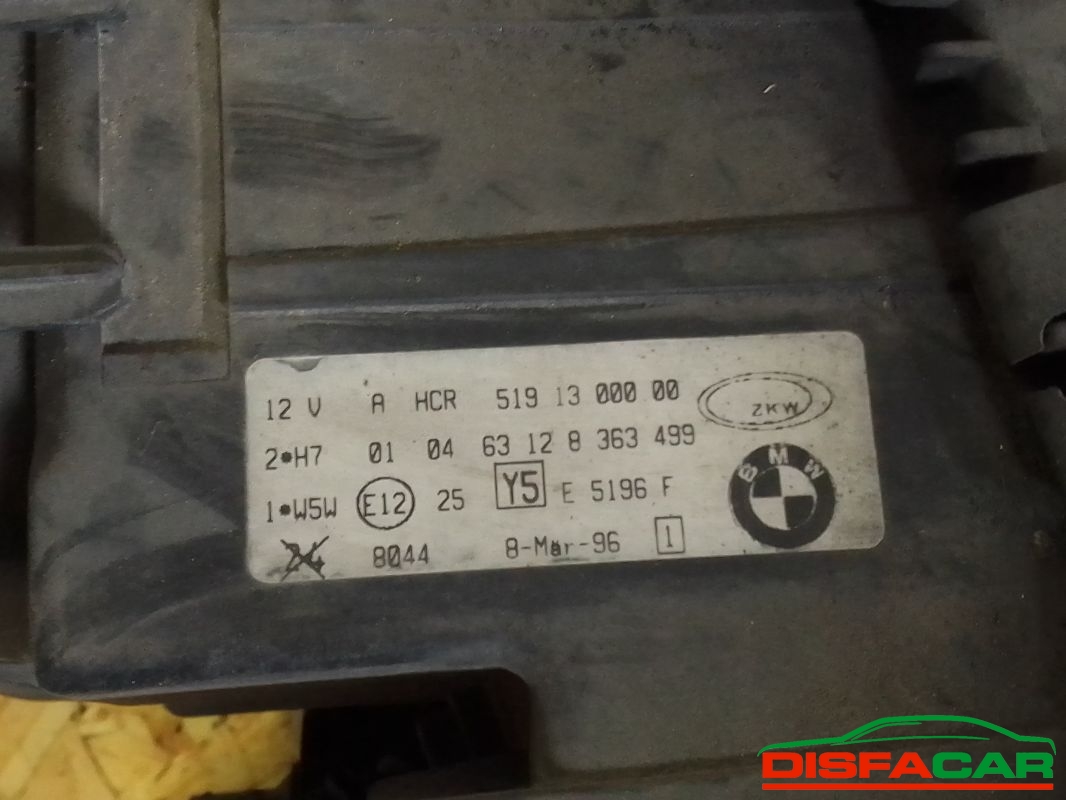 12 V A HCR 519 13 000 00
ZKW
2*H7 01 04 63 12 8 363 499
1*W5W E12 25 Y5 E 5196 F
BMW
24 8044 8-Mar-96 1
DISFACAR